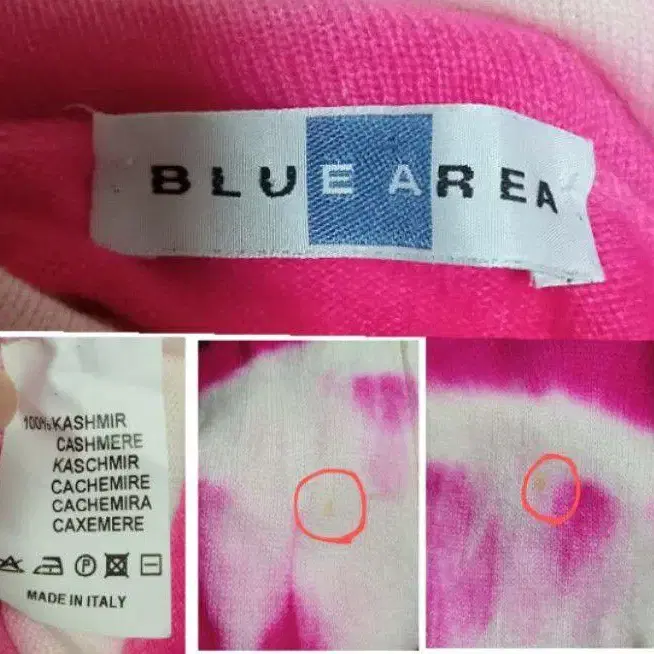 BLUE AREA
100%KASHMIR
CASHMERE
KASCHMIR
CACHEMIRE
CACHEMIRA
CAXEMERE
P
MADE IN ITALY